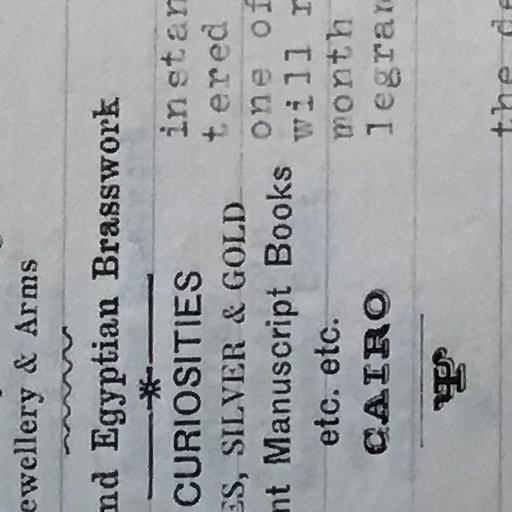 ewellery & Arms
nd Egyptian Brasswork
CURIOSITIES
ES, SILVER & GOLD
nt Manuscript Books
etc. etc.
CAIRO
instan
tered
one of
will r
month
legram
the de